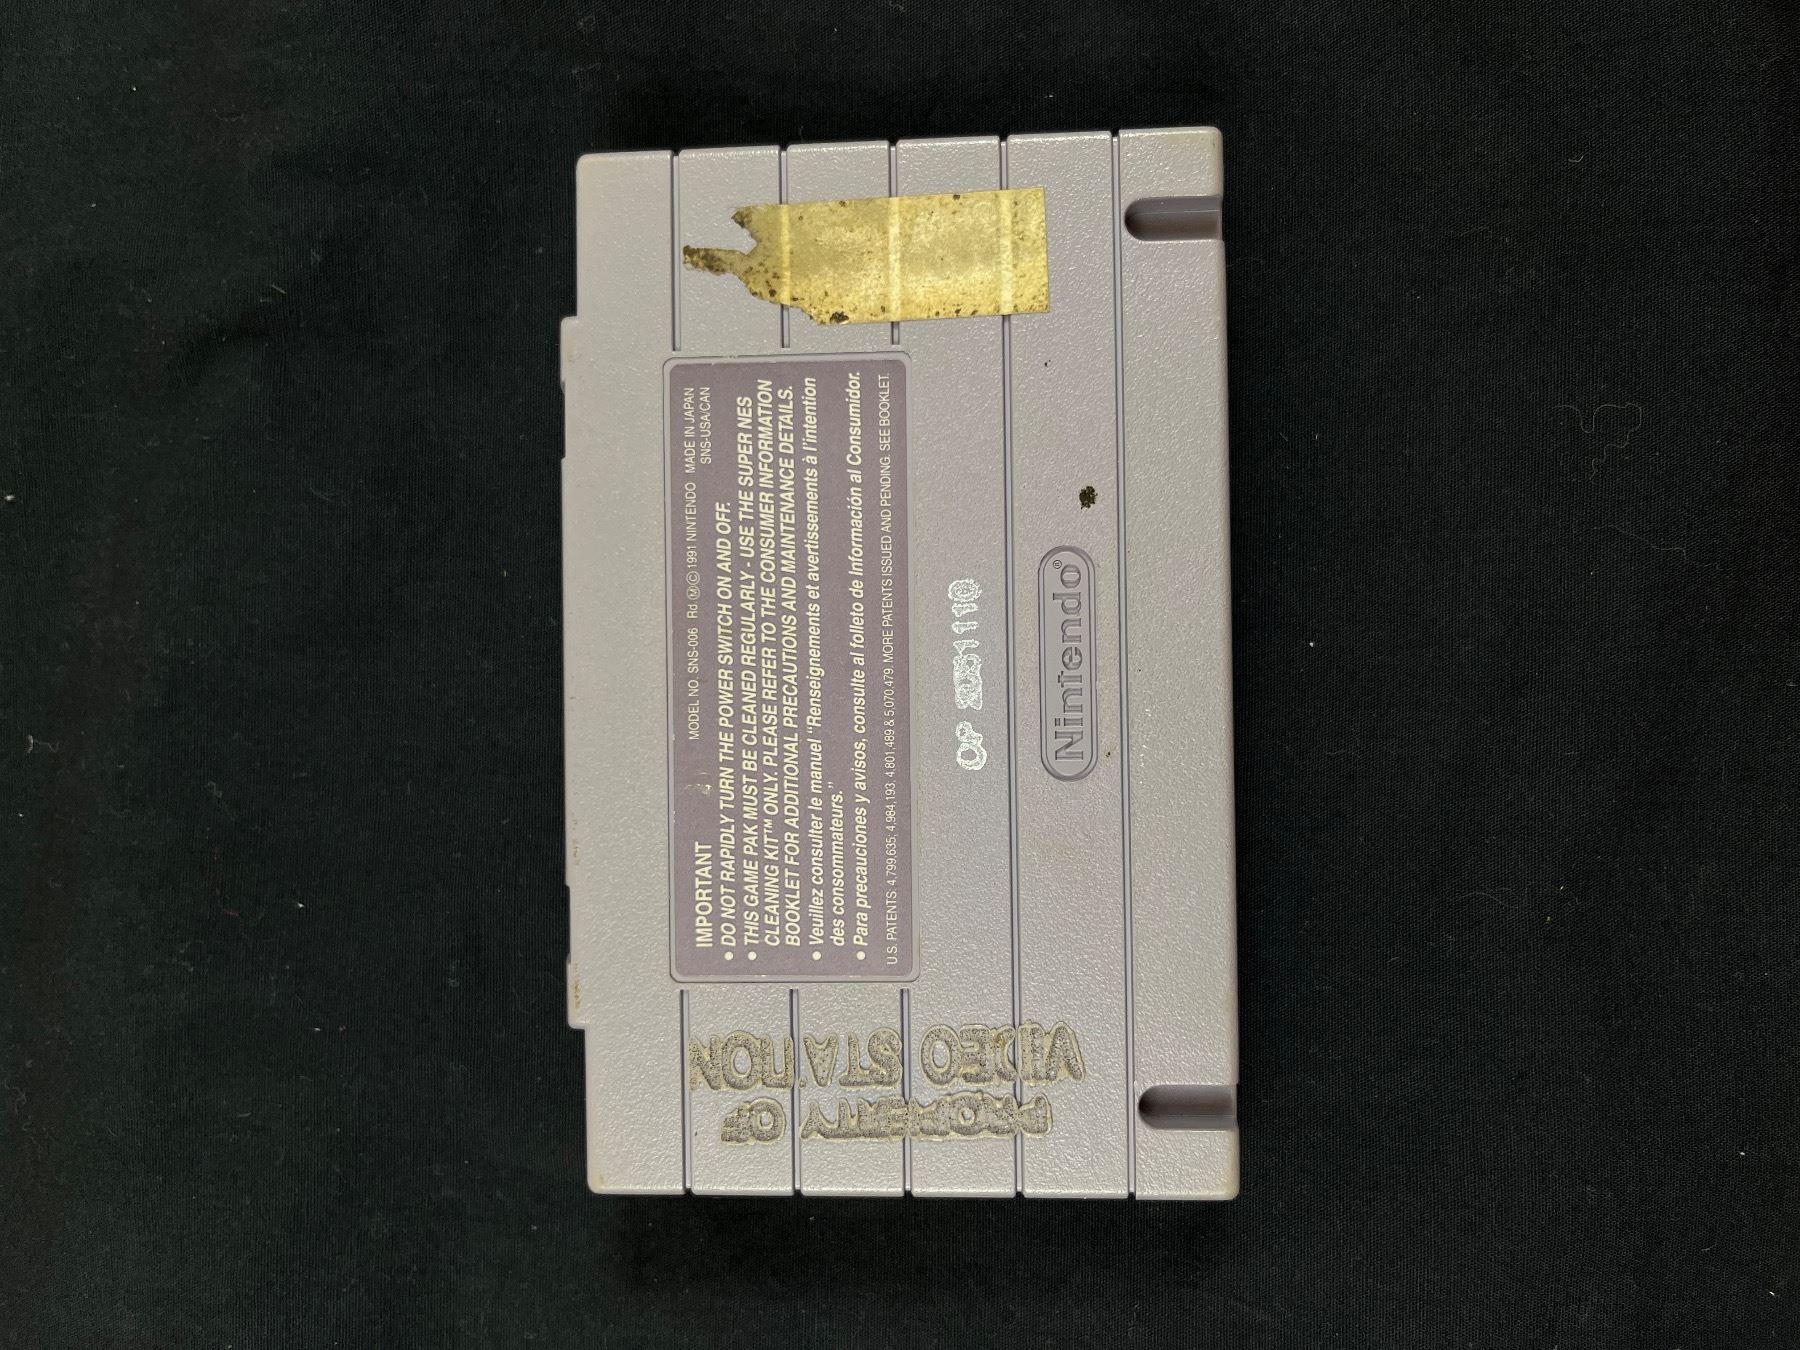 IMPORTANT MODEL NO. SNS-006 Rd Ⓜ©1991 NINTENDO MADE IN JAPAN
SNS-USA/CAN
• DO NOT RAPIDLY TURN THE POWER SWITCH ON AND OFF.
• THIS GAME PAK MUST BE CLEANED REGULARLY - USE THE SUPER NES
CLEANING KIT™ ONLY. PLEASE REFER TO THE CONSUMER INFORMATION
BOOKLET FOR ADDITIONAL PRECAUTIONS AND MAINTENANCE DETAILS.
• Veuillez consulter le manuel "Renseignements et avertissements à l'intention
des consommateurs."
• Para precauciones y avisos, consulte al folleto de Información al Consumidor.
U.S. PATENTS: 4,799,635; 4,984,193, 4,801,489 & 5,070,479. MORE PATENTS ISSUED AND PENDING. SEE BOOKLET.
Nintendo®
PROPERTY OF
VIDEO STATION